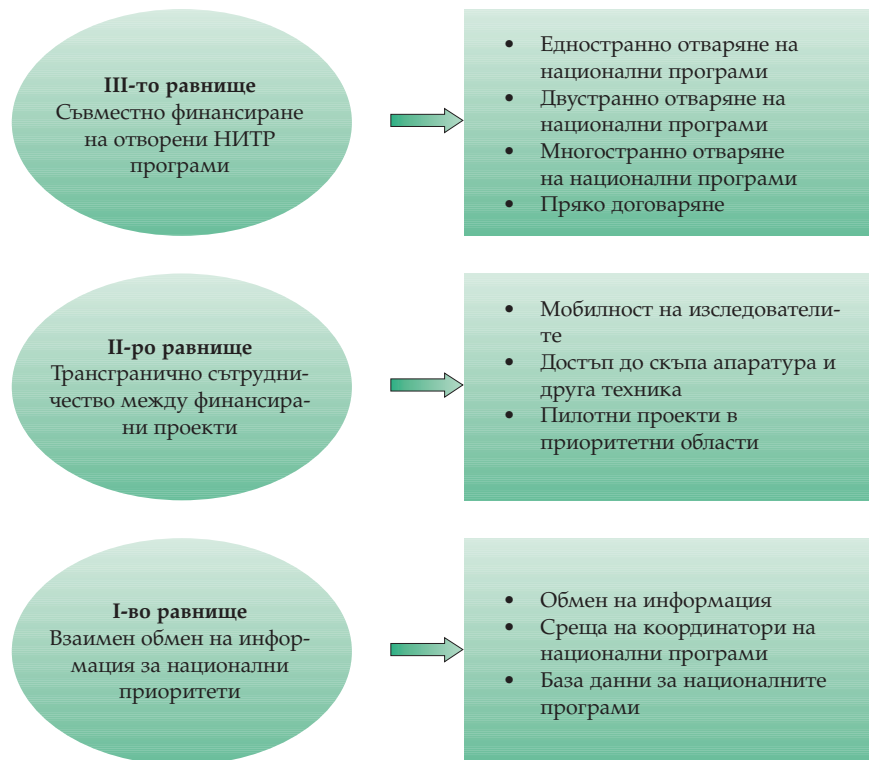 III-то равнище
Съвместно финансиране
на отворени НИТР
програми
• Едностранно отваряне на
национални програми
• Двустранно отваряне на
национални програми
• Многостранно отваряне
на национални програми
• Пряко договаряне
II-ро равнище
Трансгранично сътрудни-
чество между финансира-
ни проекти
• Мобилност на изследователи-
те
• Достъп до скъпа апаратура и
друга техника
• Пилотни проекти в
приоритетни области
I-во равнище
Взаимен обмен на инфор-
мация за национални
приоритети
• Обмен на информация
• Среща на координатори на
национални програми
• База данни за националните
програми